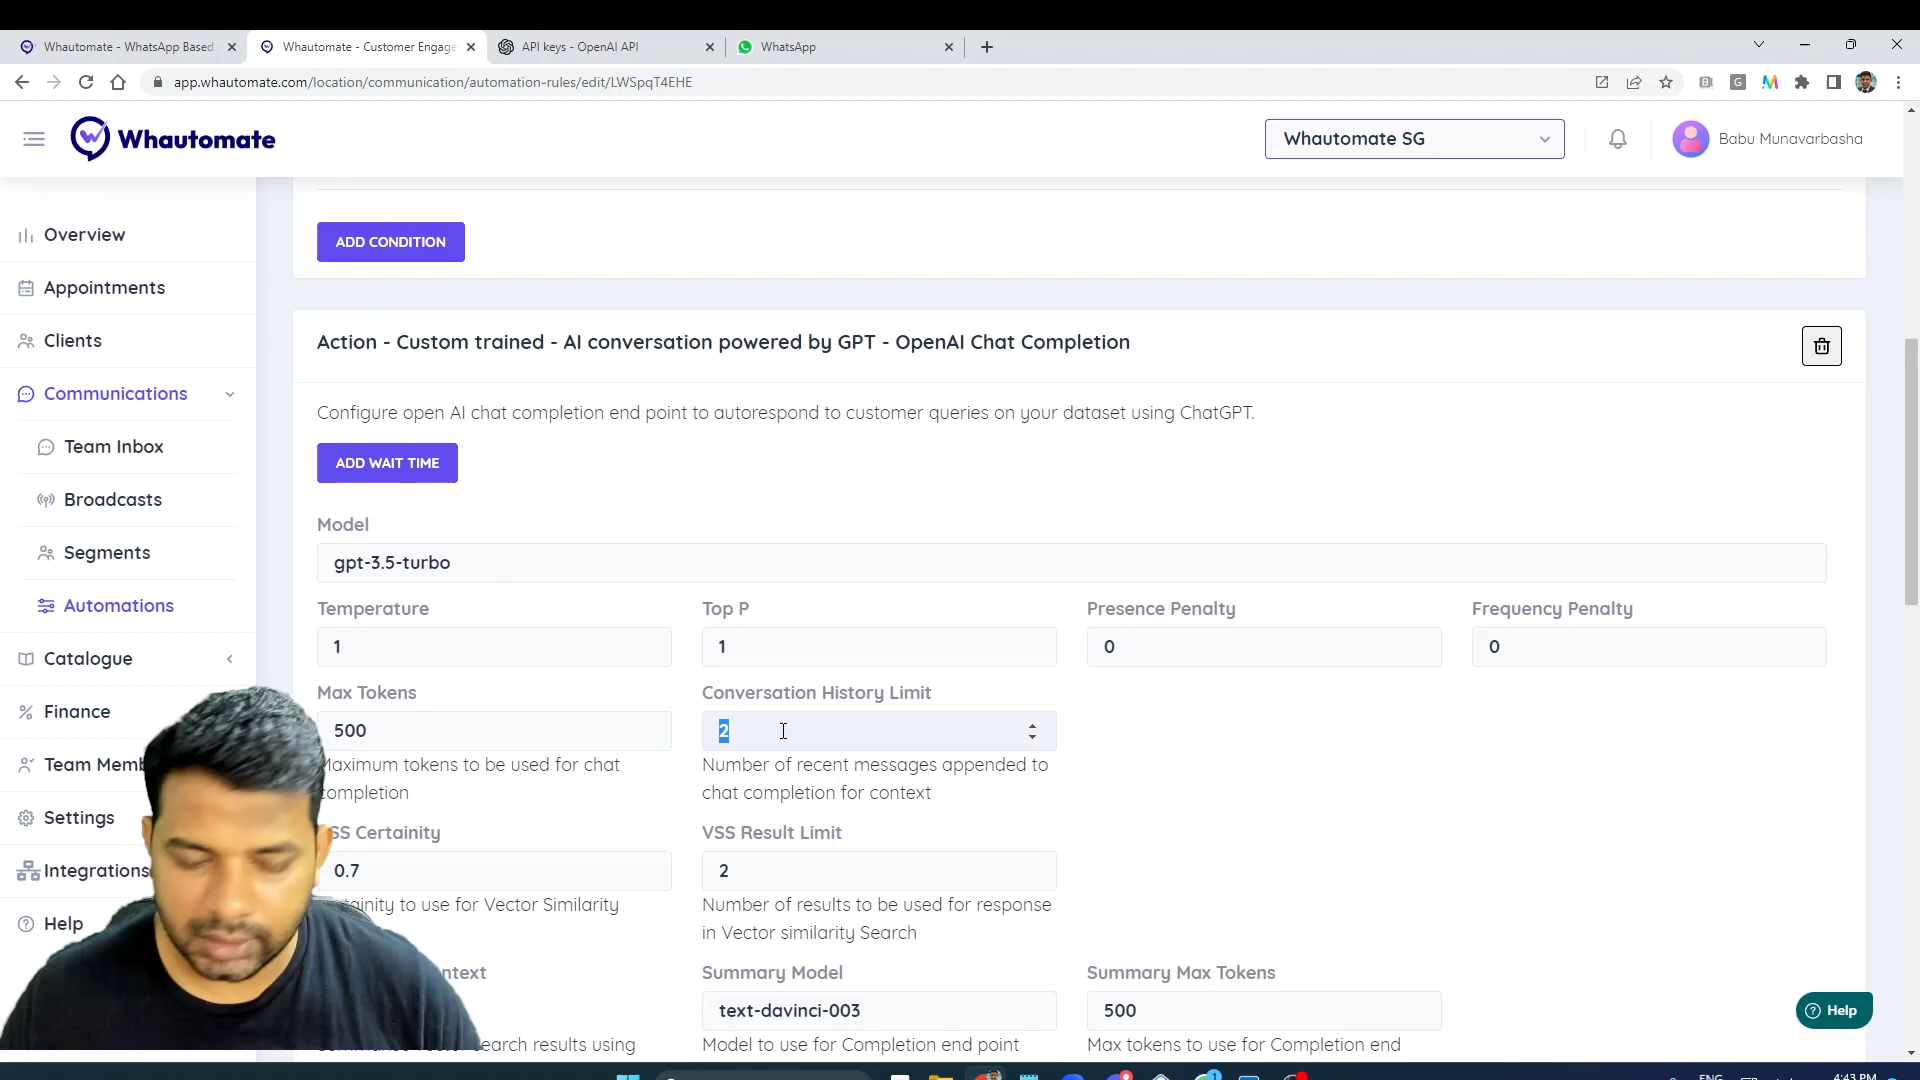 Whautomate - WhatsApp Based
Whautomate - Customer Engage
API keys - OpenAI API
WhatsApp
app.whautomate.com/location/communication/automation-rules/edit/LWSpqT4EHE
Whautomate
Whautomate SG
Babu Munavarbasha
Overview
Appointments
Clients
Communications
Team Inbox
Broadcasts
Segments
Automations
Catalogue
Finance
Team Memb
Settings
Integrations
Help
ADD CONDITION
Action - Custom trained - AI conversation powered by GPT - OpenAI Chat Completion
Configure open AI chat completion end point to autorespond to customer queries on your dataset using ChatGPT.
ADD WAIT TIME
Model
gpt-3.5-turbo
Temperature
Top P
Presence Penalty
Frequency Penalty
1
1
0
0
Max Tokens
Conversation History Limit
500
2
Maximum tokens to be used for chat
completion
Number of recent messages appended to
chat completion for context
SS Certainity
VSS Result Limit
0.7
2
to use for Vector Similarity
Number of results to be used for response
in Vector similarity Search
ntext
Summary Model
Summary Max Tokens
text-davinci-003
500
search results using
Model to use for Completion end point
Max tokens to use for Completion end
Help
ENG
4:43 PM